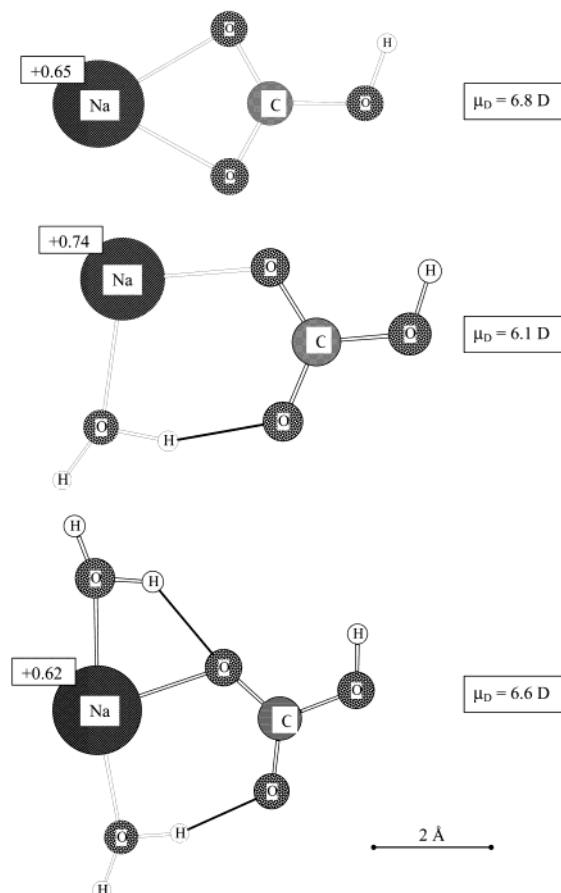 O
H
+0.65
Na
C
O
μD = 6.8 D
O
+0.74
H
Na
O
C
O
μD = 6.1 D
O
O
H
H
H
O
H
H
+0.62
O
Na
C
O
μD = 6.6 D
O
O
H
2 Å
H